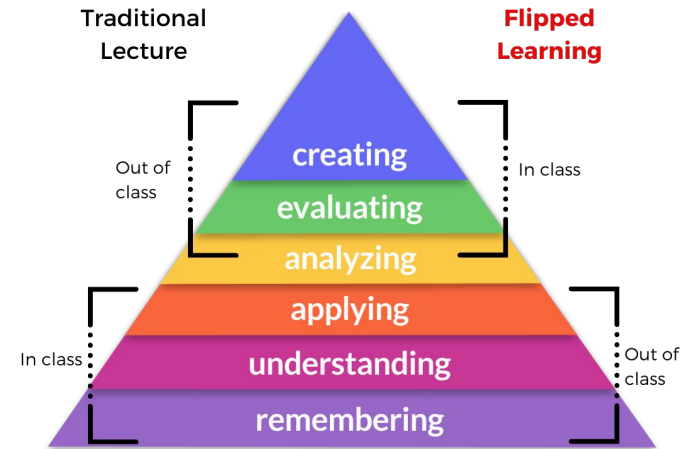 Traditional
Lecture
Flipped
Learning
creating
Out of
class
In class
evaluating
analyzing
applying
In class
understanding
Out of
class
remembering